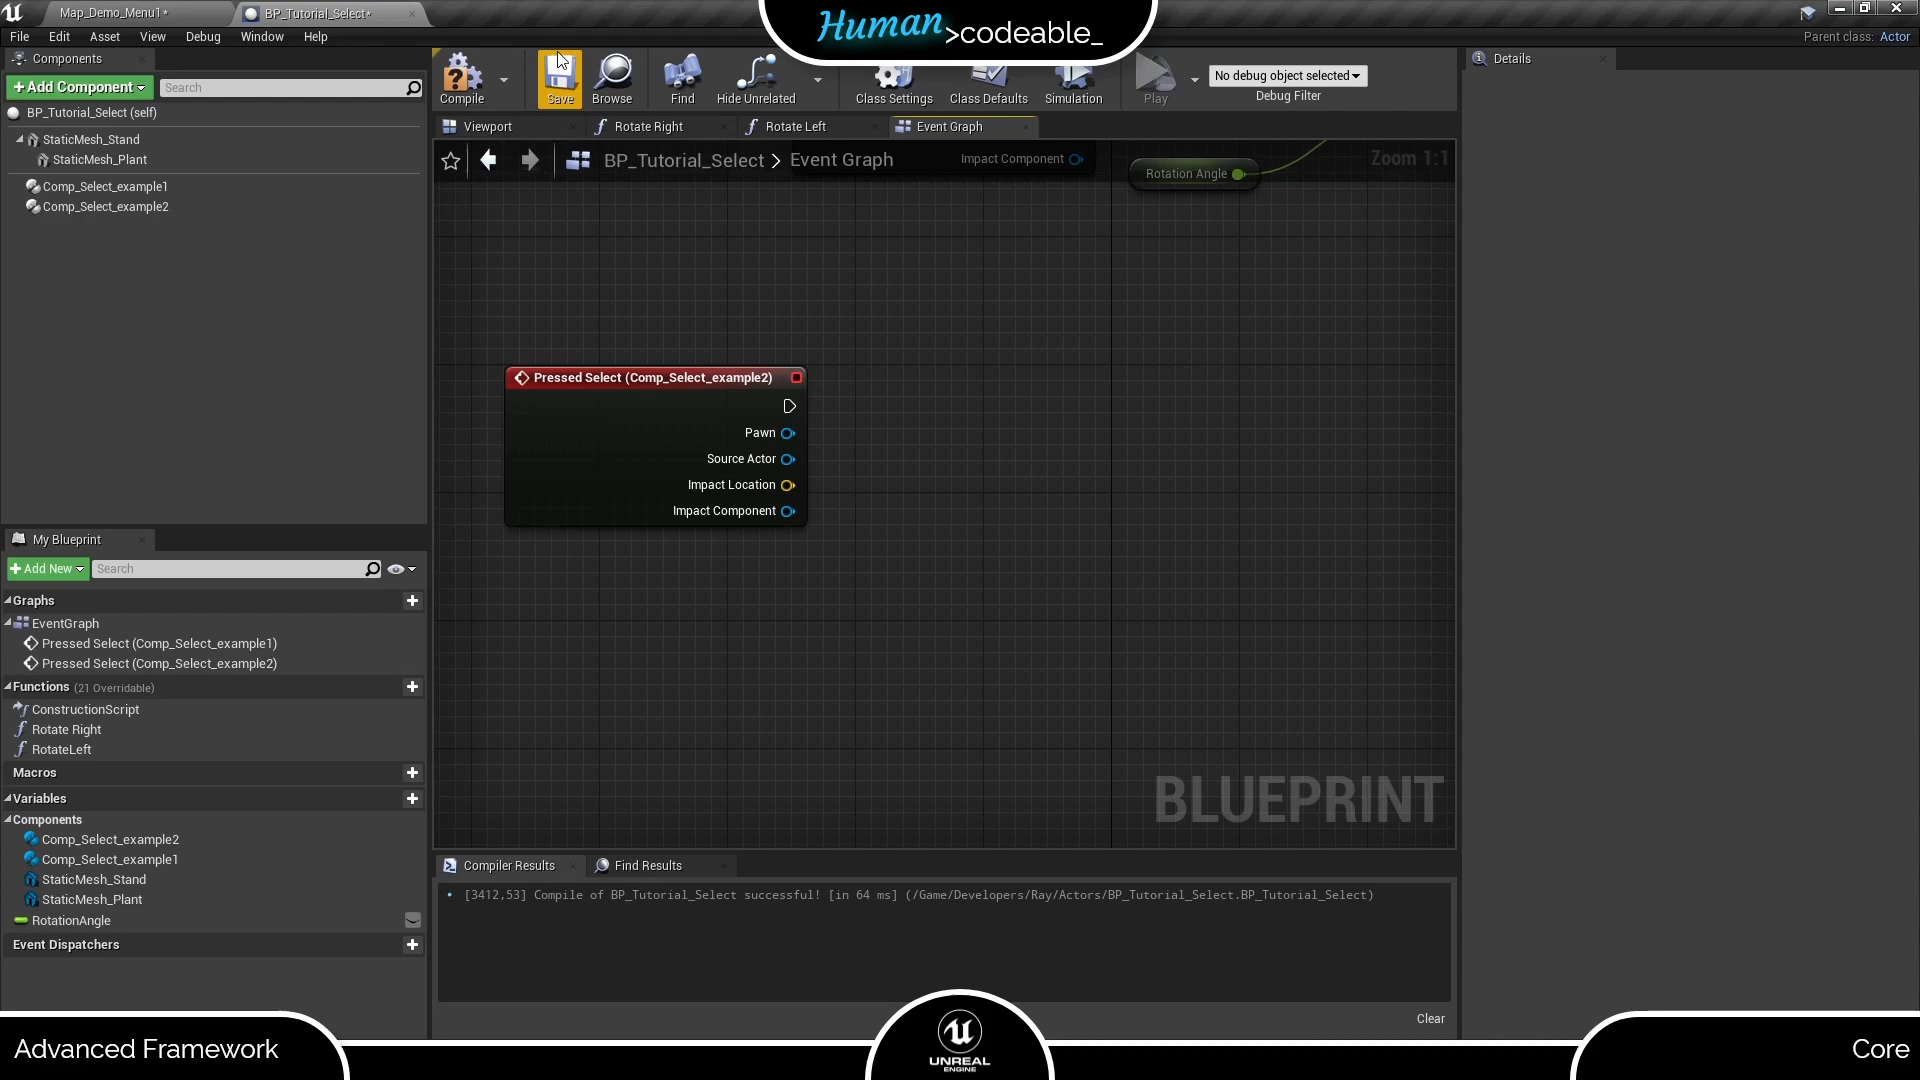 Map_Demo_Menu1*
BP_Tutorial_Select*
Human>codeable_
File Edit Asset View Debug Window Help
Parent class: Actor
Components
+Add Component
Search
BP_Tutorial_Select (self)
StaticMesh_Stand
StaticMesh_Plant
Comp_Select_example1
Comp_Select_example2
Compile
Save
Browse
Find
Hide Unrelated
Class Settings
Class Defaults
Simulation
Play
No debug object selected
Debug Filter
Details
Viewport
Rotate Right
Rotate Left
Event Graph
BP_Tutorial_Select > Event Graph
Impact Component
Rotation Angle
Zoom 1:1
Pressed Select (Comp_Select_example2)
Pawn
Source Actor
Impact Location
Impact Component
BLUEPRINT
My Blueprint
+Add New
Search
Graphs
EventGraph
Pressed Select (Comp_Select_example1)
Pressed Select (Comp_Select_example2)
Functions (21 Overridable)
ConstructionScript
Rotate Right
RotateLeft
Macros
Variables
Components
Comp_Select_example2
Comp_Select_example1
StaticMesh_Stand
StaticMesh_Plant
RotationAngle
Event Dispatchers
Compiler Results
Find Results
[3412,53] Compile of BP_Tutorial_Select successful! [in 64 ms] (/Game/Developers/Ray/Actors/BP_Tutorial_Select.BP_Tutorial_Select)
Clear
Advanced Framework
UNREAL
ENGINE
Core